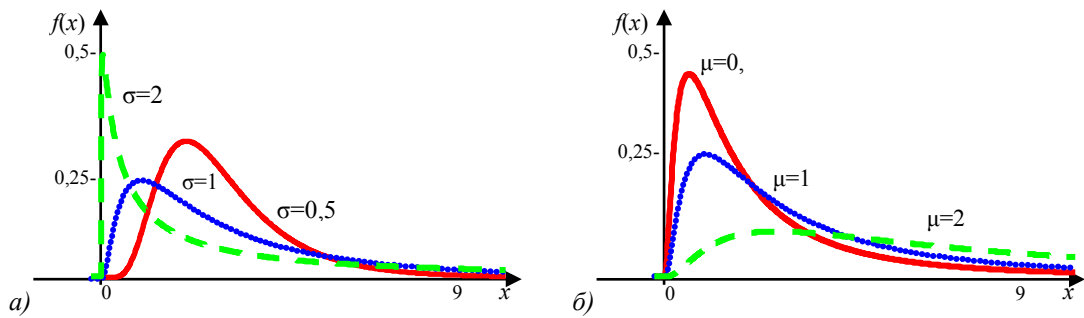 f(x)
0,5-
σ=2
0,25-
σ=1
σ=0,5
0
9
x
а)
f(x)
0,5-
μ=0,
0,25-
μ=1
μ=2
0
9
x
б)